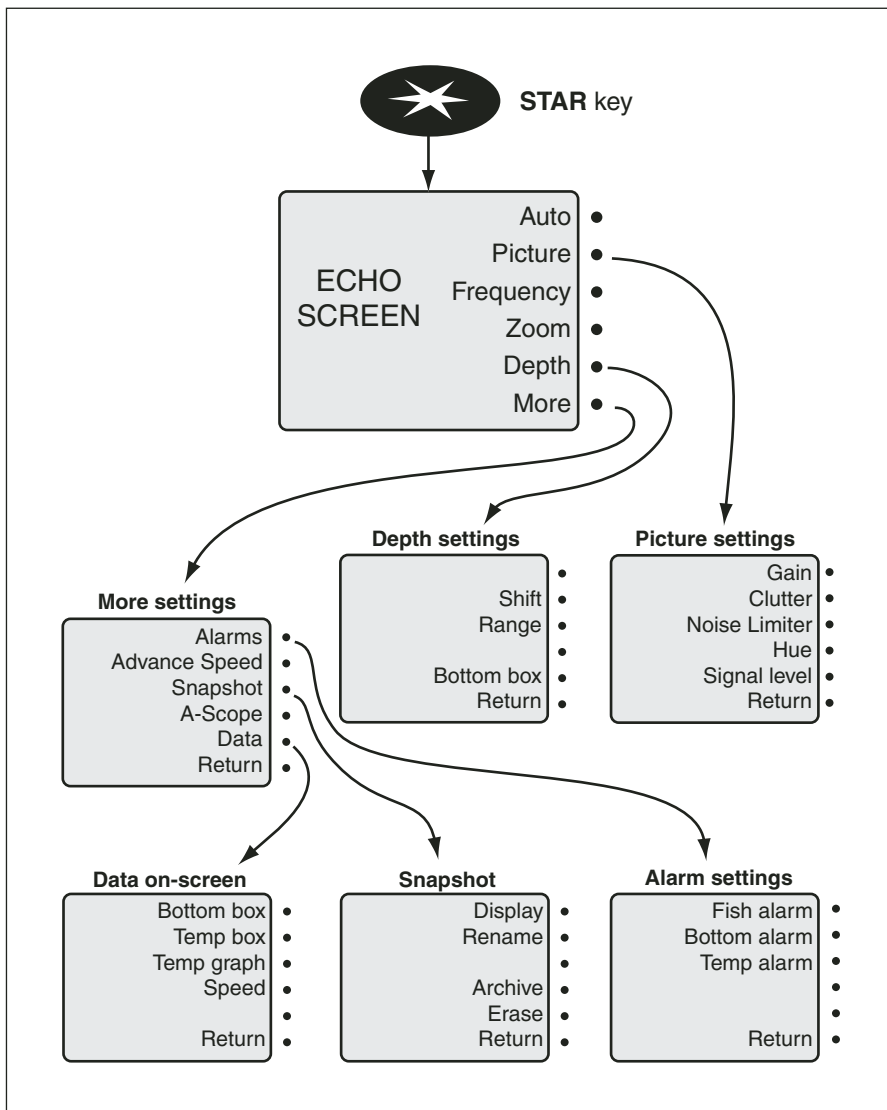 STAR key
ECHO
SCREEN
Auto
Picture
Frequency
Zoom
Depth
More
Depth settings
Shift
Range
Bottom box
Return
Picture settings
Gain
Clutter
Noise Limiter
Hue
Signal level
Return
More settings
Alarms
Advance Speed
Snapshot
A-Scope
Data
Return
Data on-screen
Bottom box
Temp box
Temp graph
Speed
Return
Snapshot
Display
Rename
Archive
Erase
Return
Alarm settings
Fish alarm
Bottom alarm
Temp alarm
Return